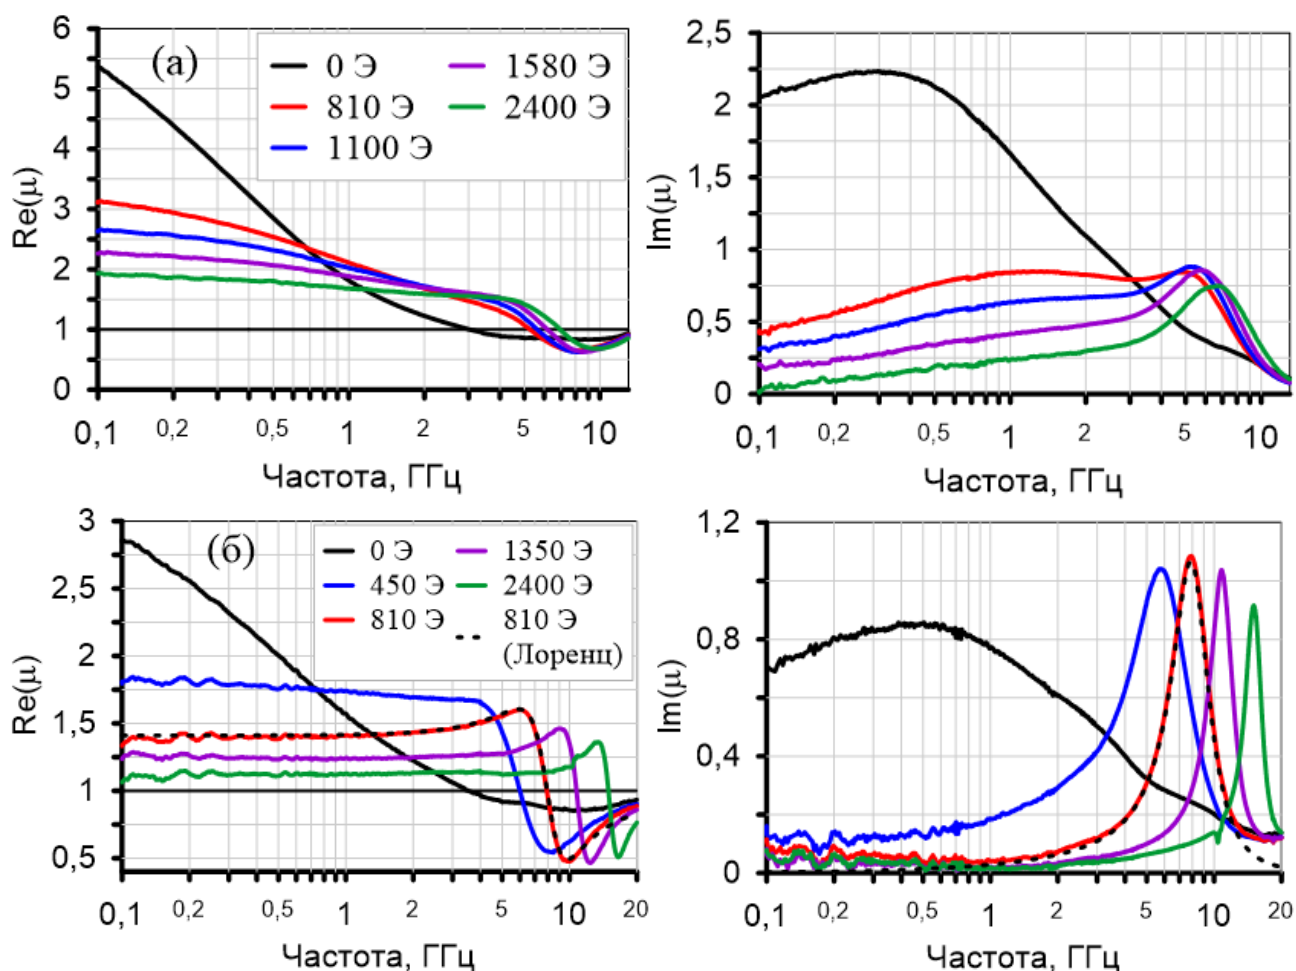 6
5
4
3
2
1
0
Re(μ)
(а)
0 Э
810 Э
1100 Э
1580 Э
2400 Э
0,1
0,2
0,5
1
2
5
10
Частота, ГГц
2,5
2
1,5
1
0,5
0
Im(μ)
0,1
0,2
0,5
1
2
5
10
Частота, ГГц
3
2,5
2
1,5
1
0,5
Re(μ)
(б)
0 Э
450 Э
810 Э
1350 Э
2400 Э
810 Э
(Лоренц)
0,1
0,2
0,5
1
2
5
10
20
Частота, ГГц
1,2
0,8
0,4
0
Im(μ)
0,1
0,2
0,5
1
2
5
10
20
Частота, ГГц